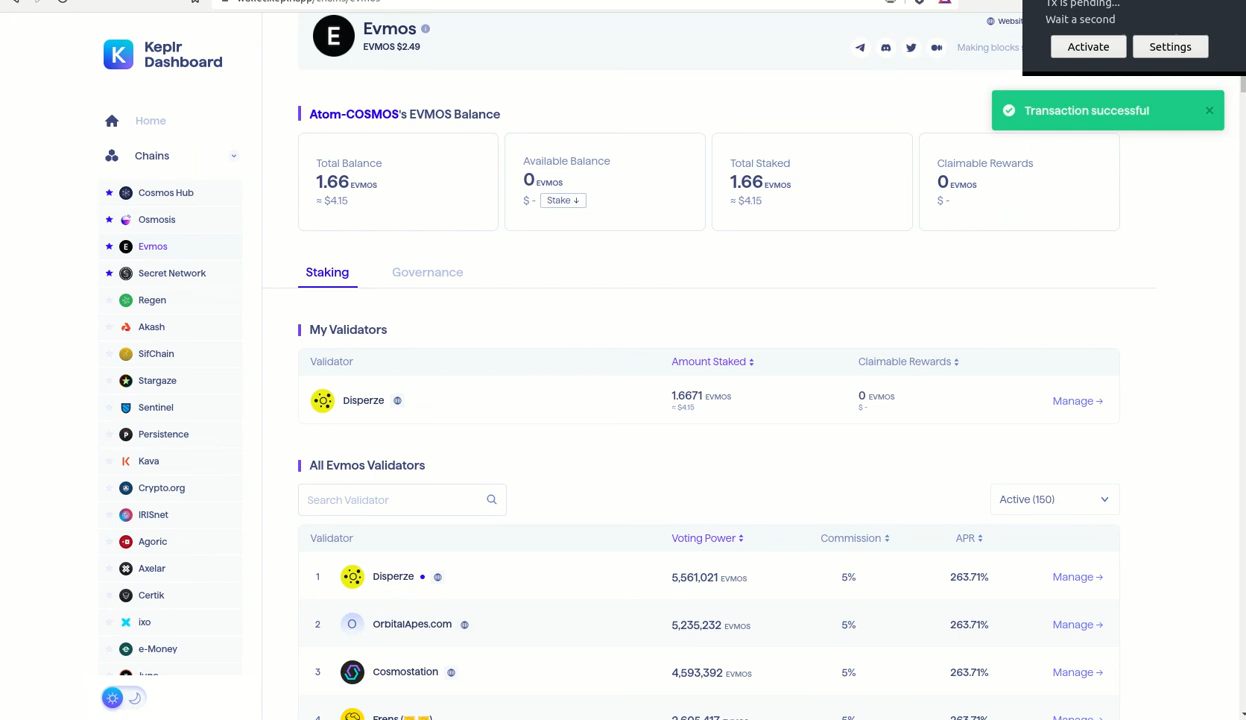 Tx is pending...
Wait a second
Activate
Settings
Transaction successful
Keplr
Dashboard
Home
Chains
Cosmos Hub
Osmosis
Evmos
Secret Network
Regen
Akash
SifChain
Stargaze
Sentinel
Persistence
Kava
Crypto.org
IRISnet
Agoric
Axelar
Certik
ixo
e-Money
Evmos
EVMOS $2.49
Making blocks
Atom-COSMOS's EVMOS Balance
Total Balance
1.66 EVMOS
≈ $4.15
Available Balance
0 EVMOS
$ - Stake ↓
Total Staked
1.66 EVMOS
≈ $4.15
Claimable Rewards
0 EVMOS
$ -
Staking Governance
My Validators
Validator Amount Staked Claimable Rewards
Disperze 1.6671 EVMOS 0 EVMOS Manage →
≈ $4.15 $ -
All Evmos Validators
Search Validator Active (150)
Validator Voting Power Commission APR
1 Disperze 5,561,021 EVMOS 5% 263.71% Manage →
2 O OrbitalApes.com 5,235,232 EVMOS 5% 263.71% Manage →
3 Cosmostation 4,593,392 EVMOS 5% 263.71% Manage →